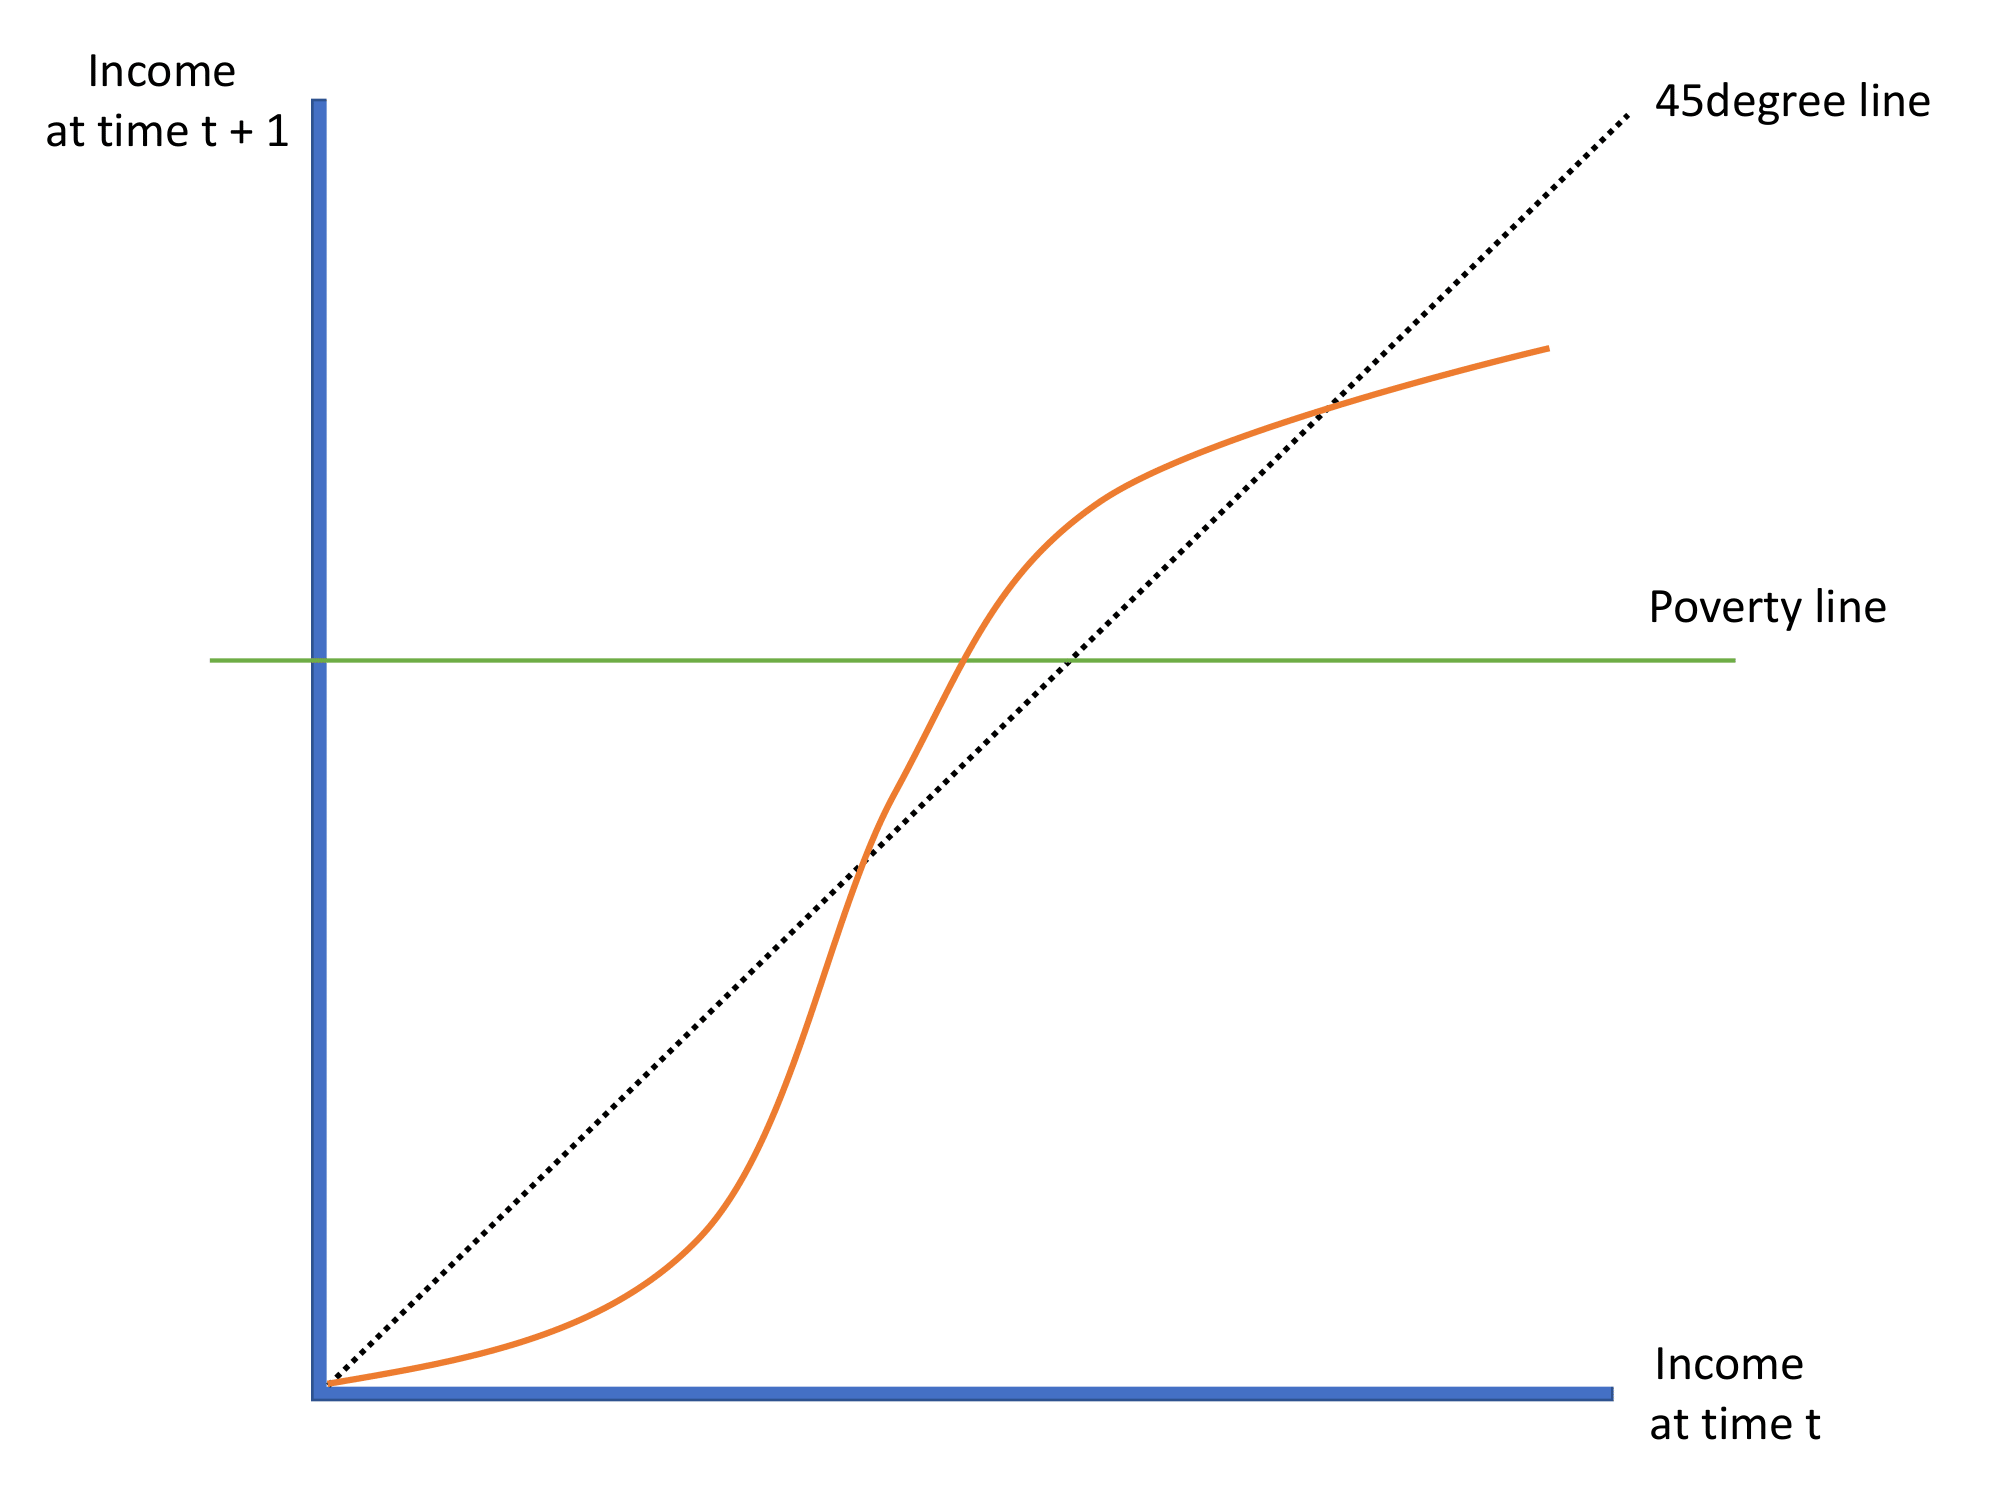 Income
at time t + 1
45degree line
Poverty line
Income
at time t